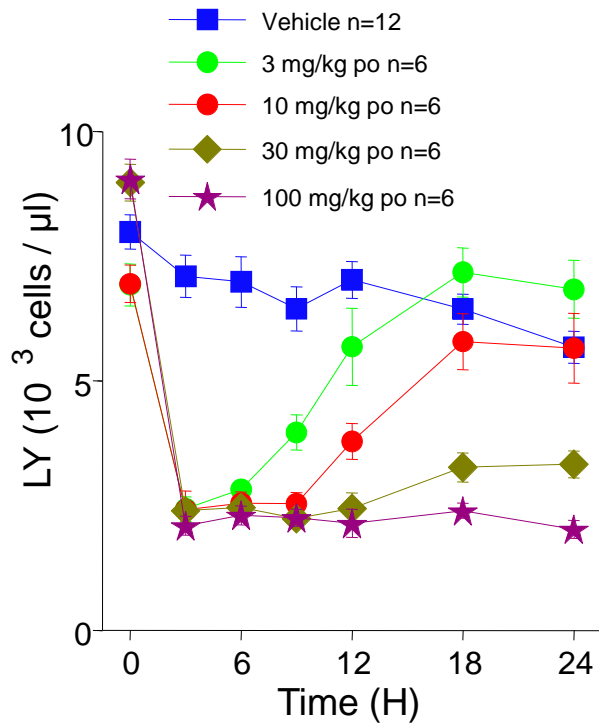 Vehicle n=12
3 mg/kg po n=6
10 mg/kg po n=6
30 mg/kg po n=6
100 mg/kg po n=6
10
5
0
LY (10 ³ cells / µl)
0 6 12 18 24
Time (H)